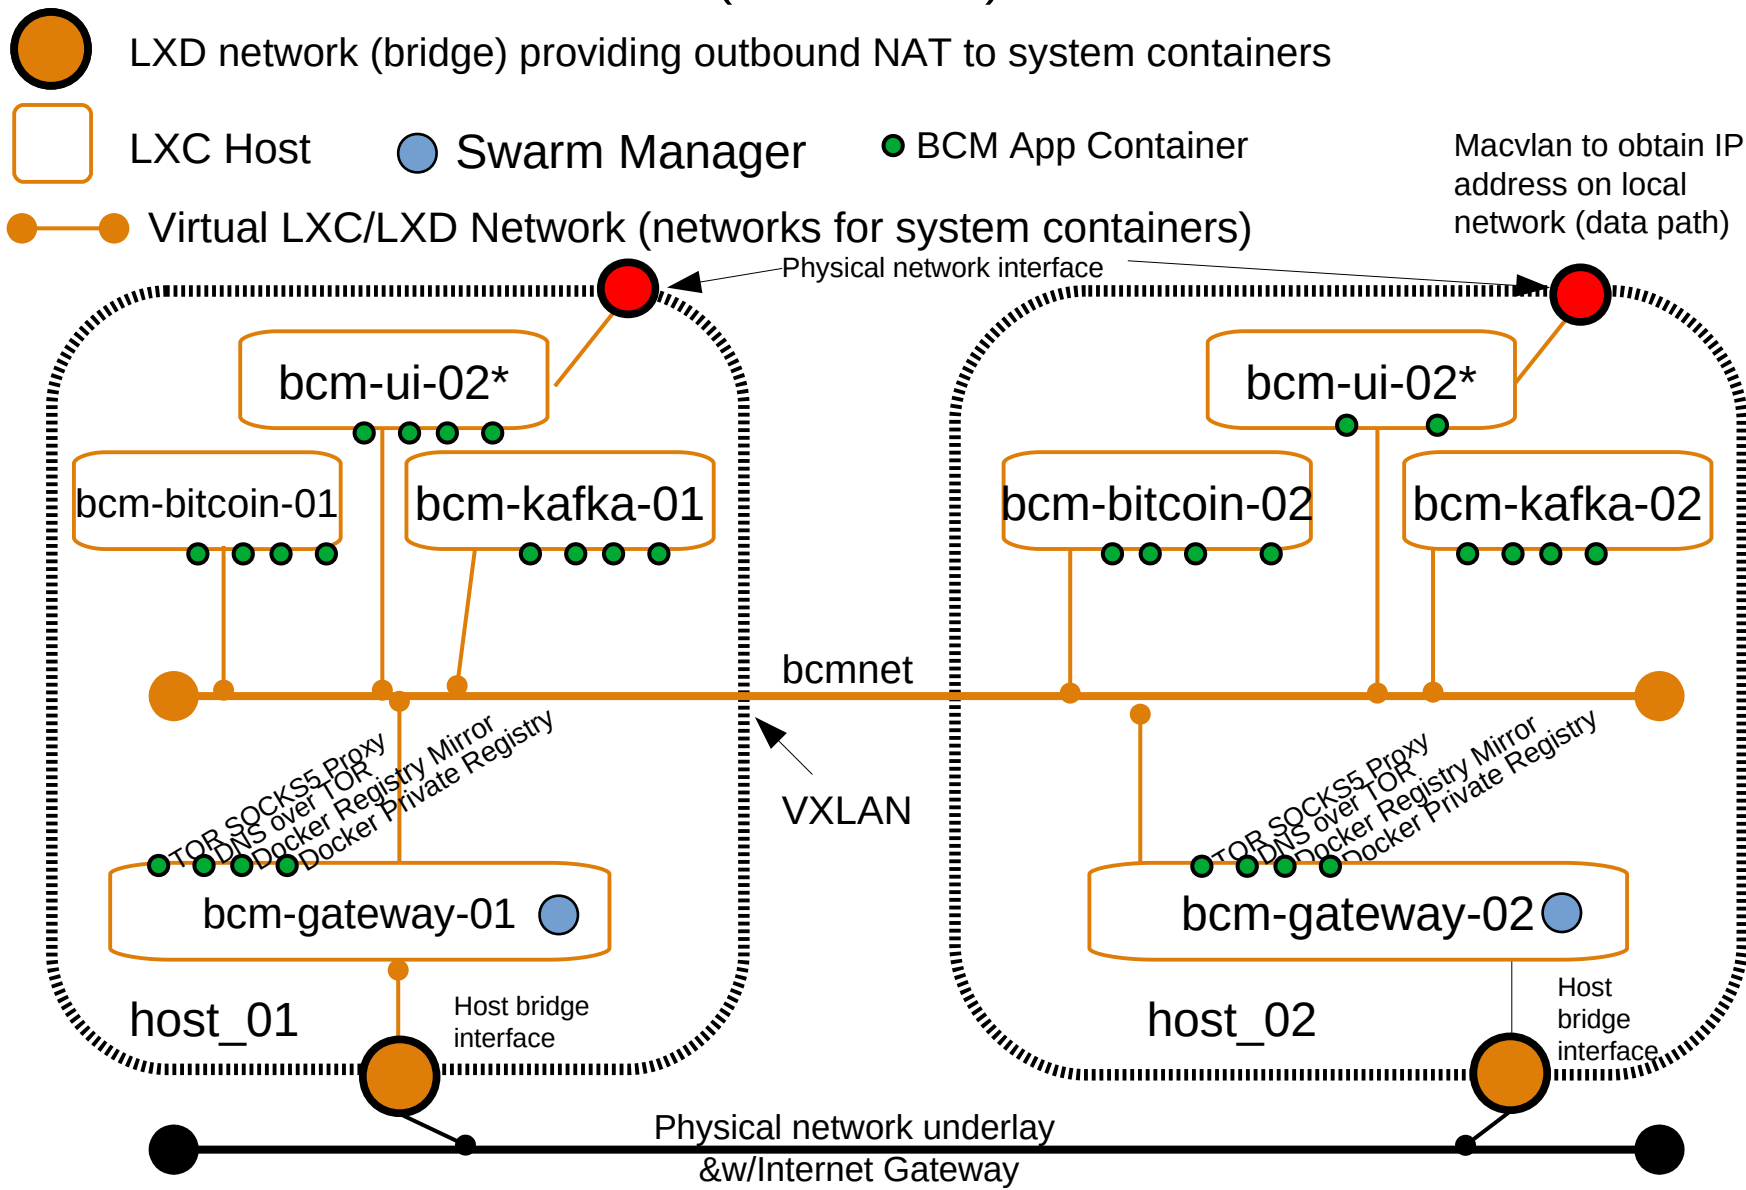 LXD network (bridge) providing outbound NAT to system containers
LXC Host
Swarm Manager
BCM App Container
Macvlan to obtain IP
address on local
network (data path)
Virtual LXC/LXD Network (networks for system containers)
Physical network interface
bcm-ui-02*
bcm-ui-02*
bcm-bitcoin-01
bcm-kafka-01
bcm-bitcoin-02
bcm-kafka-02
bcmnet
TOR SOCKS5 Proxy
DNS over TOR
Docker Registry Mirror
Docker Private Registry
VXLAN
TOR SOCKS5 Proxy
DNS over TOR
Docker Registry Mirror
Docker Private Registry
bcm-gateway-01
bcm-gateway-02
host_01
Host bridge
interface
host_02
Host
bridge
interface
Physical network underlay
&w/Internet Gateway